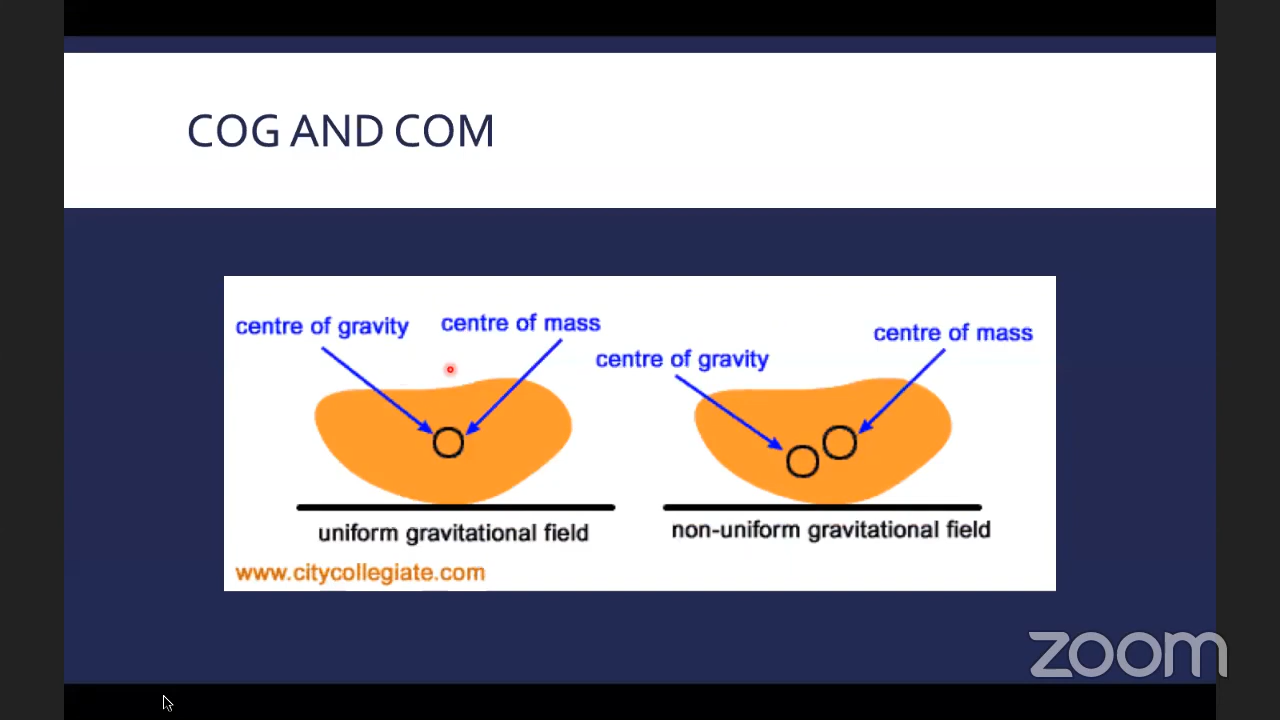 COG AND COM
centre of gravity
centre of mass
uniform gravitational field
centre of gravity
centre of mass
non-uniform gravitational field
www.citycollegiate.com
zoom